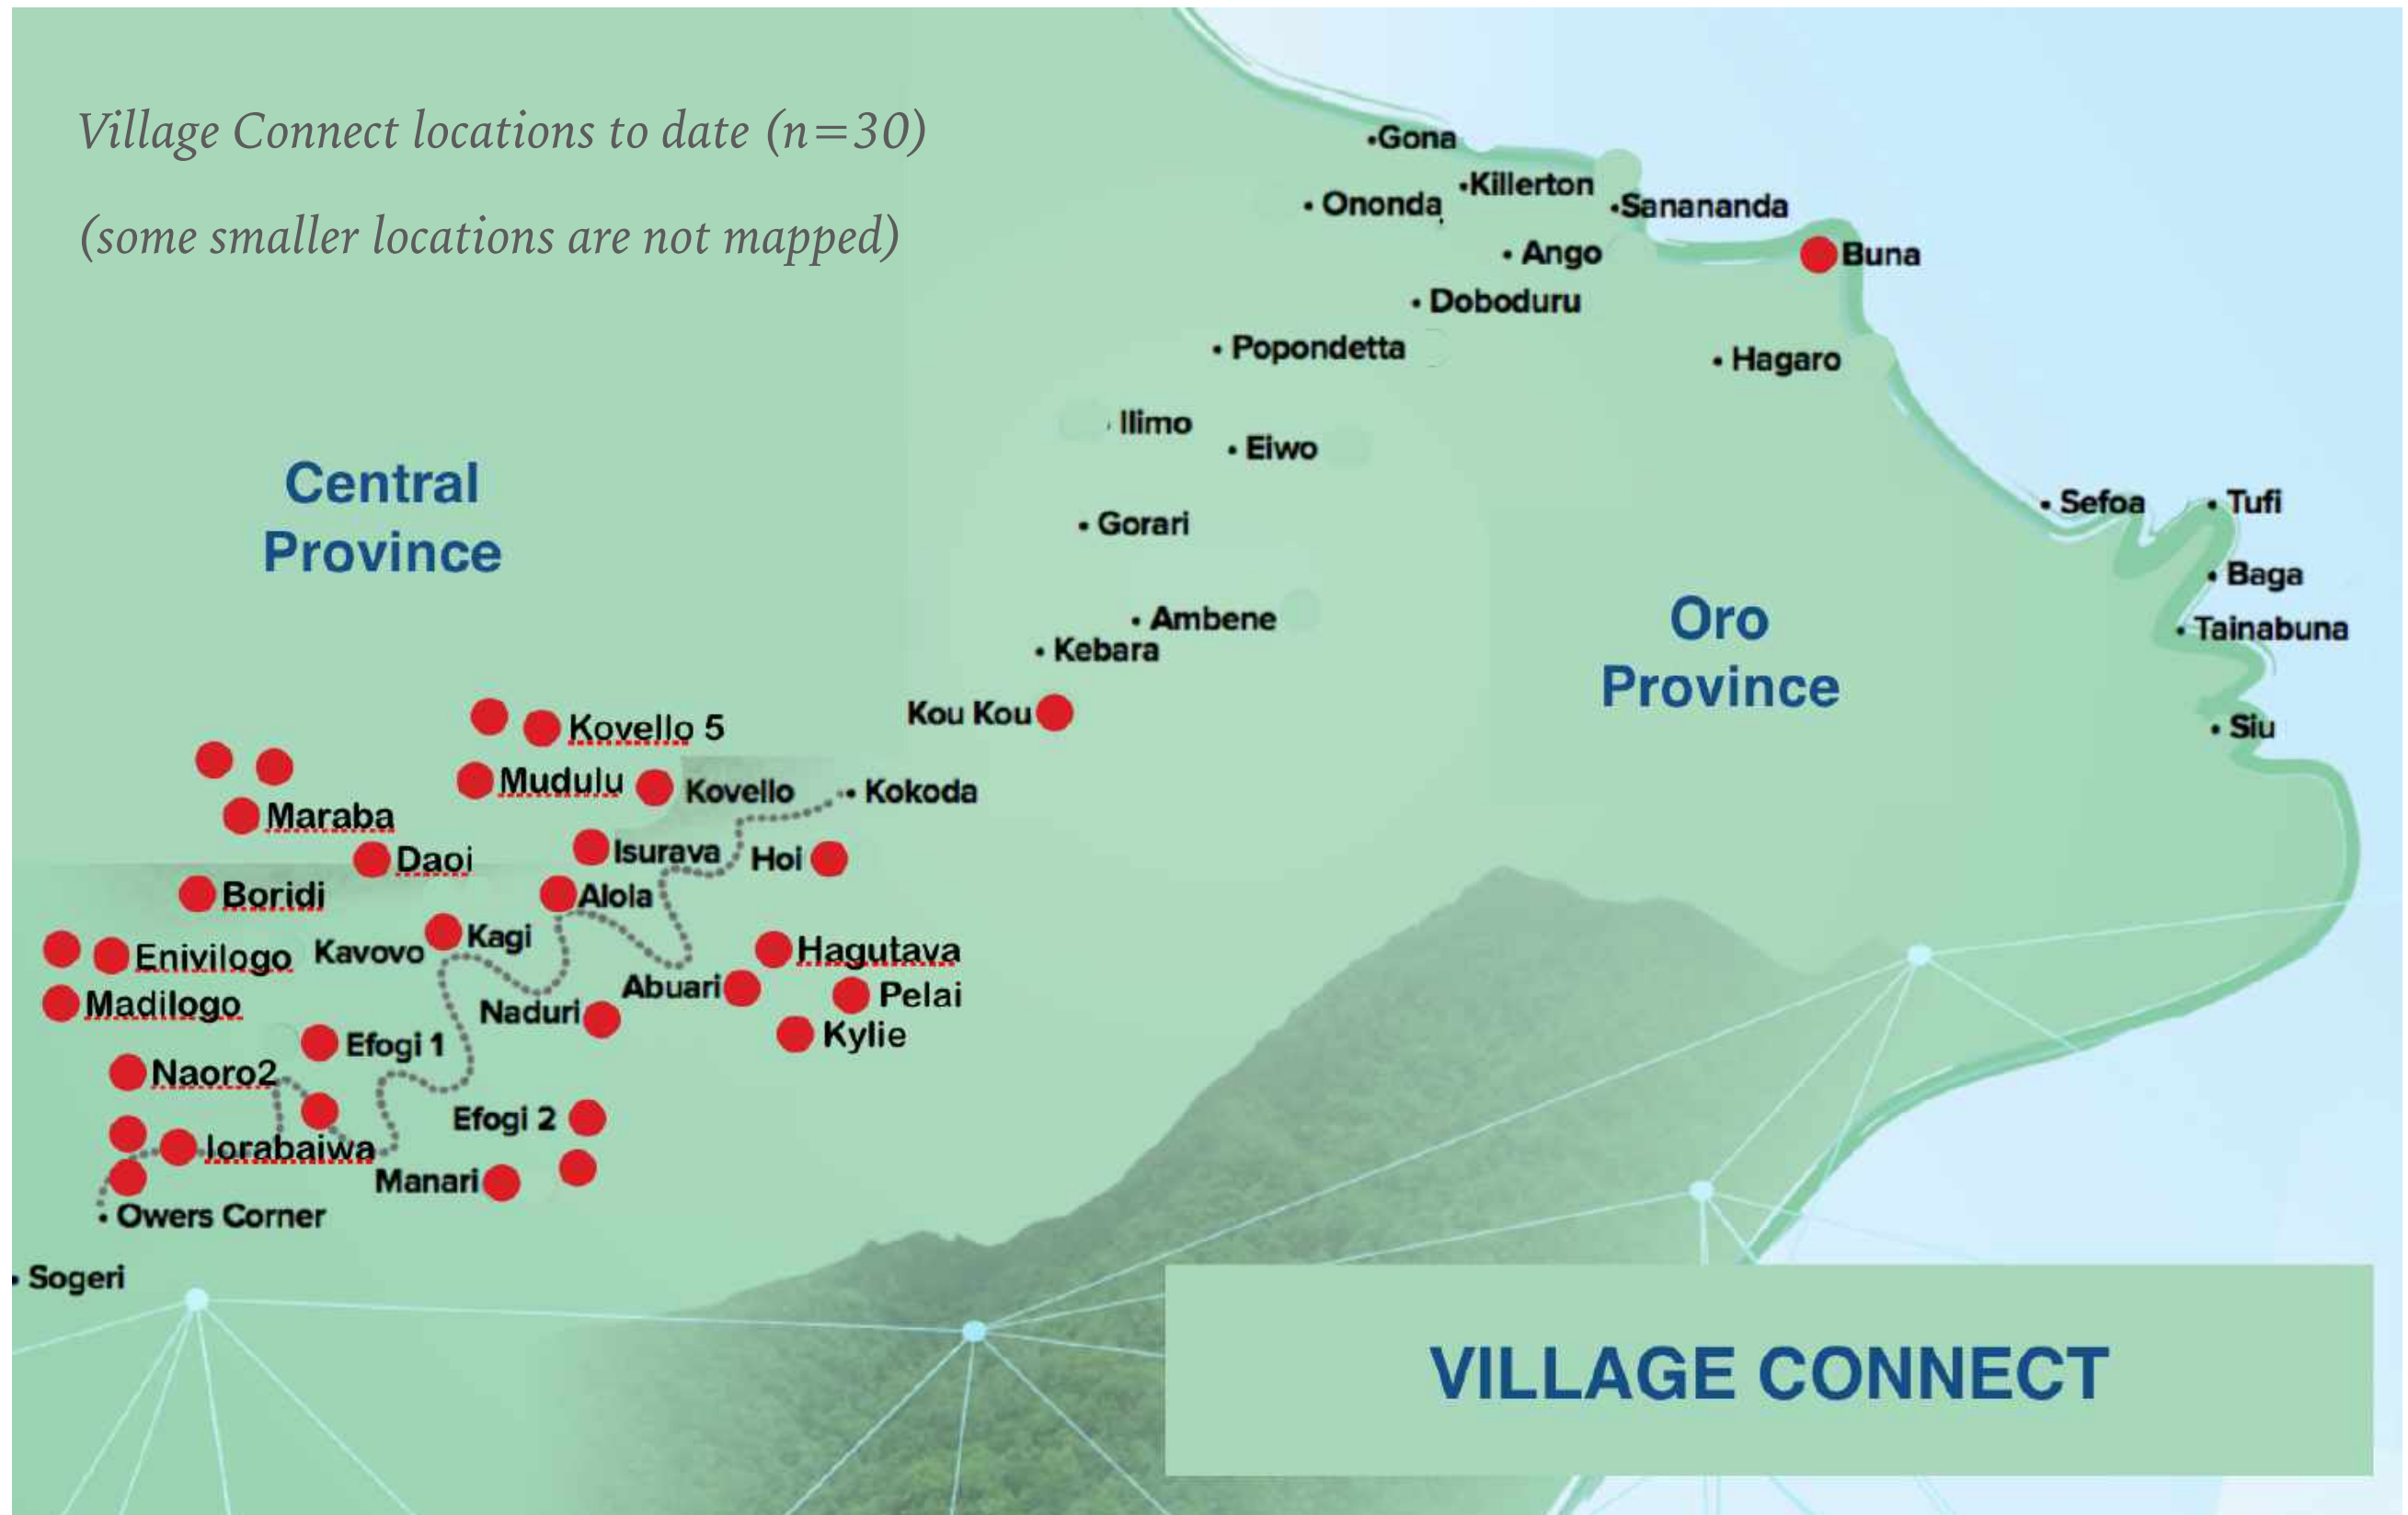 Village Connect locations to date (n=30)
(some smaller locations are not mapped)
Gona
Killerton
Ononda
Sanananda
Ango
Buna
Doboduru
Popondetta
Hagaro
Ilimo
Eiwo
Central
Province
Sefoa
Tufi
Gorari
Baga
Oro
Province
Ambene
Tainabuna
Kebara
Kou Kou
Kovello 5
Siu
Mudulu
Kovello
Kokoda
Maraba
Isurava
Hoi
Daoi
Boridi
Alola
Kagi
Kavovo
Enivilogo
Hagutava
Abuari
Pelai
Madilogo
Naduri
Kylie
Efogi 1
Naoro2
Efogi 2
Iorabaiwa
Manari
Owers Corner
Sogeri
VILLAGE CONNECT